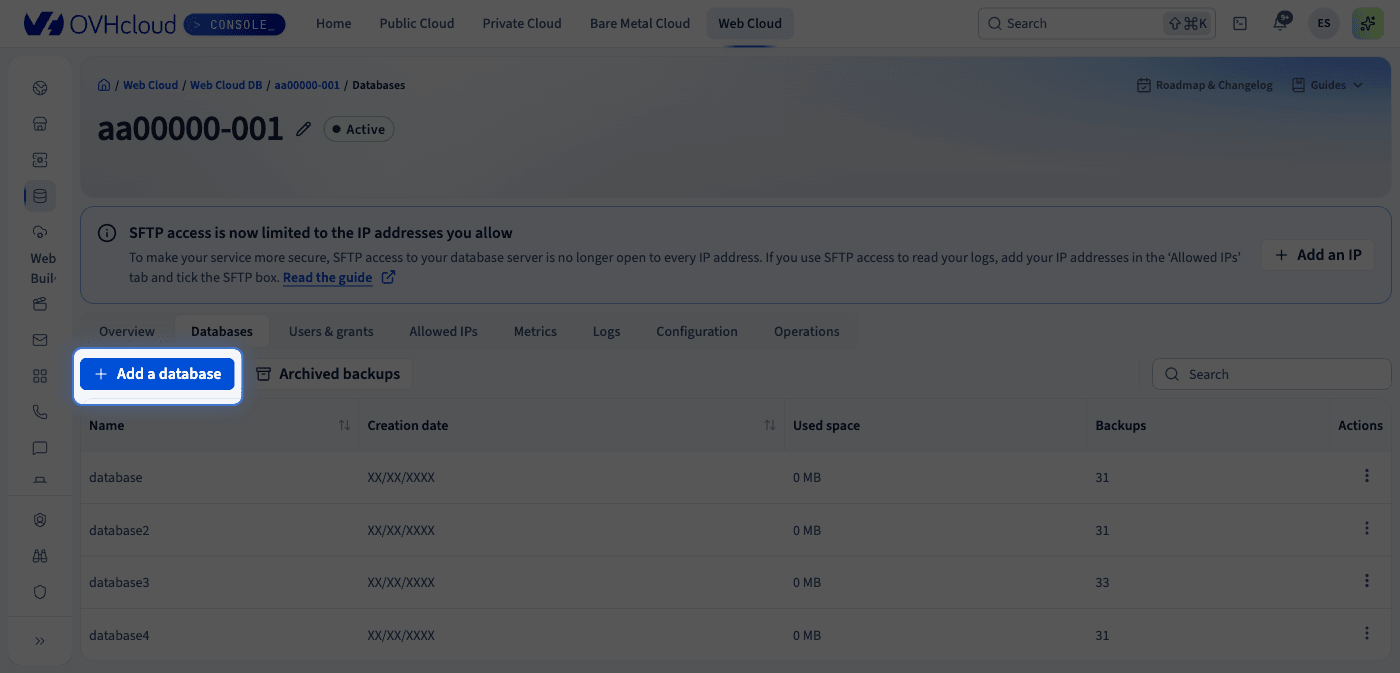 OVHcloud > CONSOLE_ Home Public Cloud Private Cloud Bare Metal Cloud Web Cloud Search ⇧⌘K 9+ ES
/ Web Cloud / Web Cloud DB / aa00000-001 / Databases Roadmap & Changelog Guides
aa00000-001 Active
SFTP access is now limited to the IP addresses you allow
To make your service more secure, SFTP access to your database server is no longer open to every IP address. If you use SFTP access to read your logs, add your IP addresses in the ‘Allowed IPs’
tab and tick the SFTP box. Read the guide
+ Add an IP
Web
Buil
Overview Databases Users & grants Allowed IPs Metrics Logs Configuration Operations
+ Add a database Archived backups Search
Name Creation date Used space Backups Actions
database XX/XX/XXXX 0 MB 31
database2 XX/XX/XXXX 0 MB 31
database3 XX/XX/XXXX 0 MB 33
database4 XX/XX/XXXX 0 MB 31